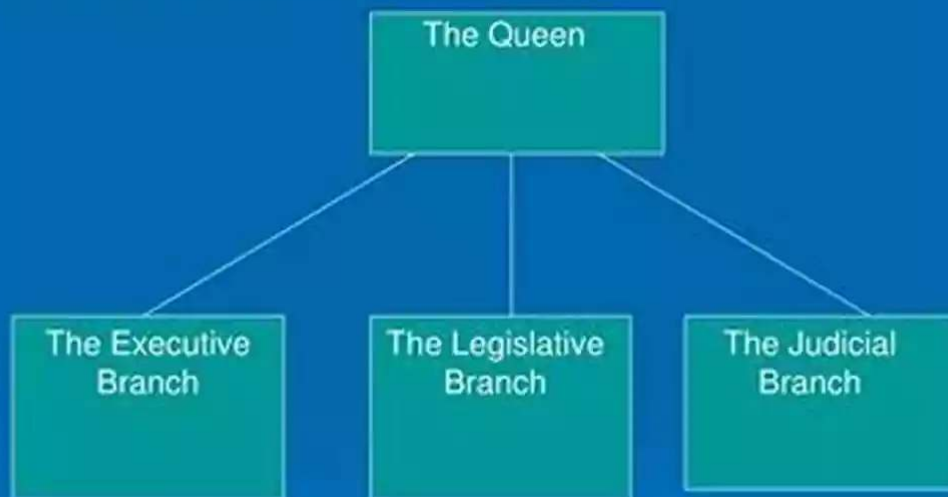 The Queen
The Executive
Branch
The Legislative
Branch
The Judicial
Branch